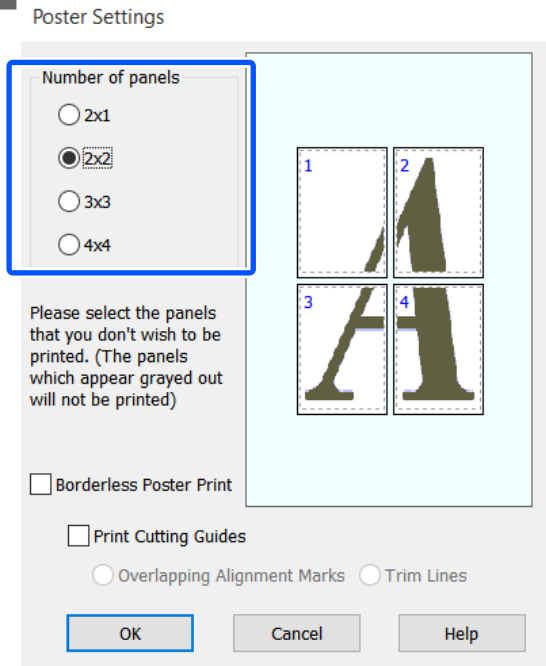 Poster Settings
Number of panels
2x1
2x2
3x3
4x4
1
2
3
4
Please select the panels
that you don't wish to be
printed. (The panels
which appear grayed out
will not be printed)
Borderless Poster Print
Print Cutting Guides
Overlapping Alignment Marks
Trim Lines
OK
Cancel
Help